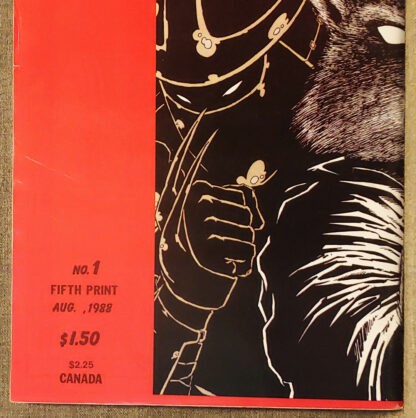 NO. 1
FIFTH PRINT
AUG. , 1988
$1.50
$2.25
CANADA